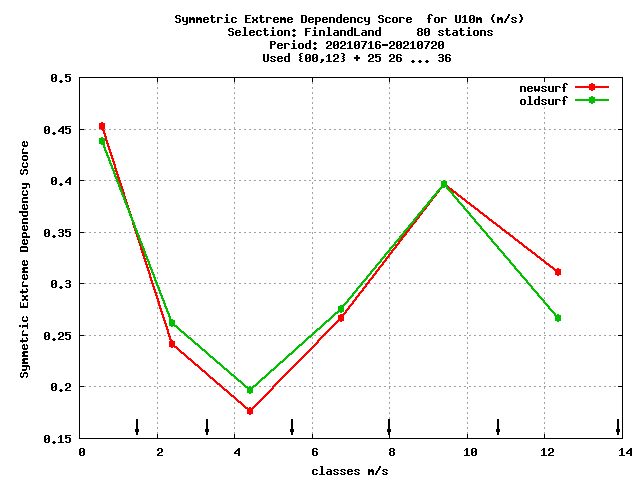 Symmetric Extreme Dependency Score  for U10m (m/s)
Selection: FinlandLand     80 stations
Period: 20210716-20210720
Used {00,12} + 25 26 ... 36
newsurf
oldsurf
0.5
0.45
0.4
0.35
0.3
0.25
0.2
0.15
Symmetric Extreme Dependency Score
0 2 4 6 8 10 12 14
classes m/s